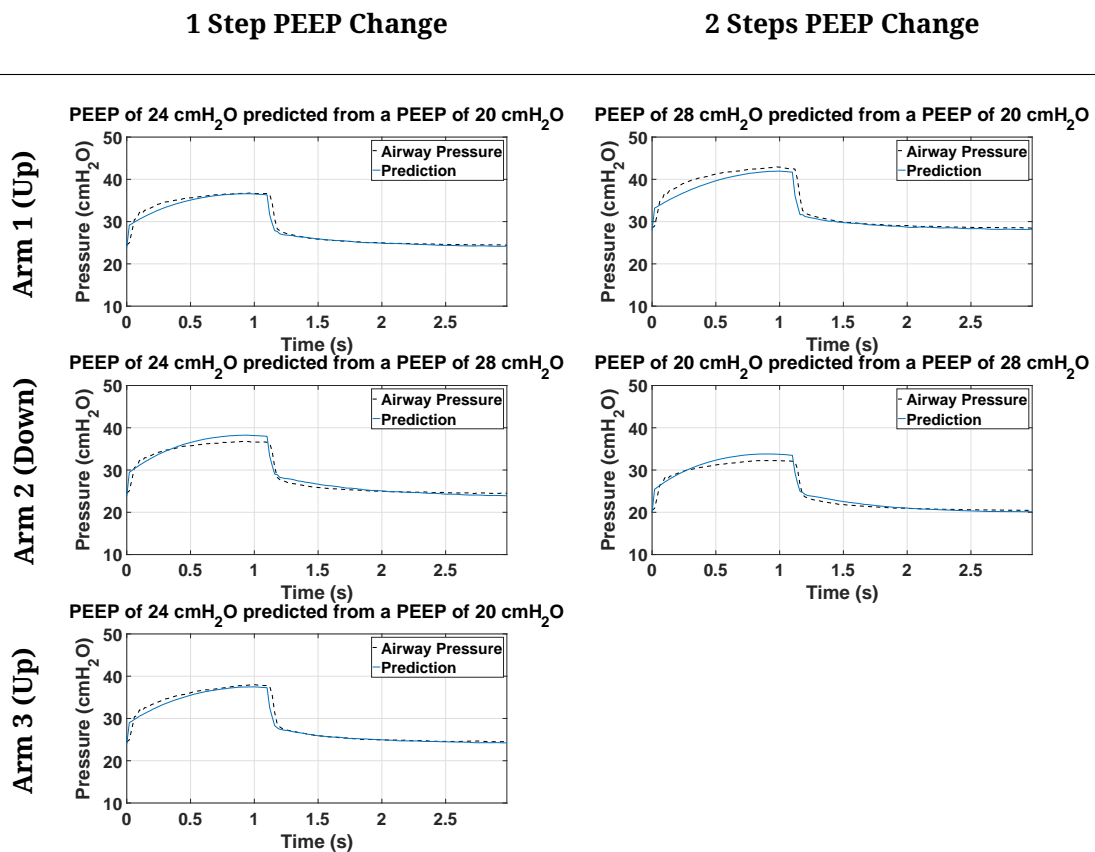 1 Step PEEP Change
2 Steps PEEP Change
Arm 1 (Up)
PEEP of 24 cmH2O predicted from a PEEP of 20 cmH2O
Pressure (cmH2O)
50
40
30
20
10
Airway Pressure
Prediction
0 0.5 1 1.5 2 2.5
Time (s)
PEEP of 28 cmH2O predicted from a PEEP of 20 cmH2O
Pressure (cmH2O)
50
40
30
20
10
Airway Pressure
Prediction
0 0.5 1 1.5 2 2.5
Time (s)
Arm 2 (Down)
PEEP of 24 cmH2O predicted from a PEEP of 28 cmH2O
Pressure (cmH2O)
50
40
30
20
10
Airway Pressure
Prediction
0 0.5 1 1.5 2 2.5
Time (s)
PEEP of 20 cmH2O predicted from a PEEP of 28 cmH2O
Pressure (cmH2O)
50
40
30
20
10
Airway Pressure
Prediction
0 0.5 1 1.5 2 2.5
Time (s)
Arm 3 (Up)
PEEP of 24 cmH2O predicted from a PEEP of 20 cmH2O
Pressure (cmH2O)
50
40
30
20
10
Airway Pressure
Prediction
0 0.5 1 1.5 2 2.5
Time (s)